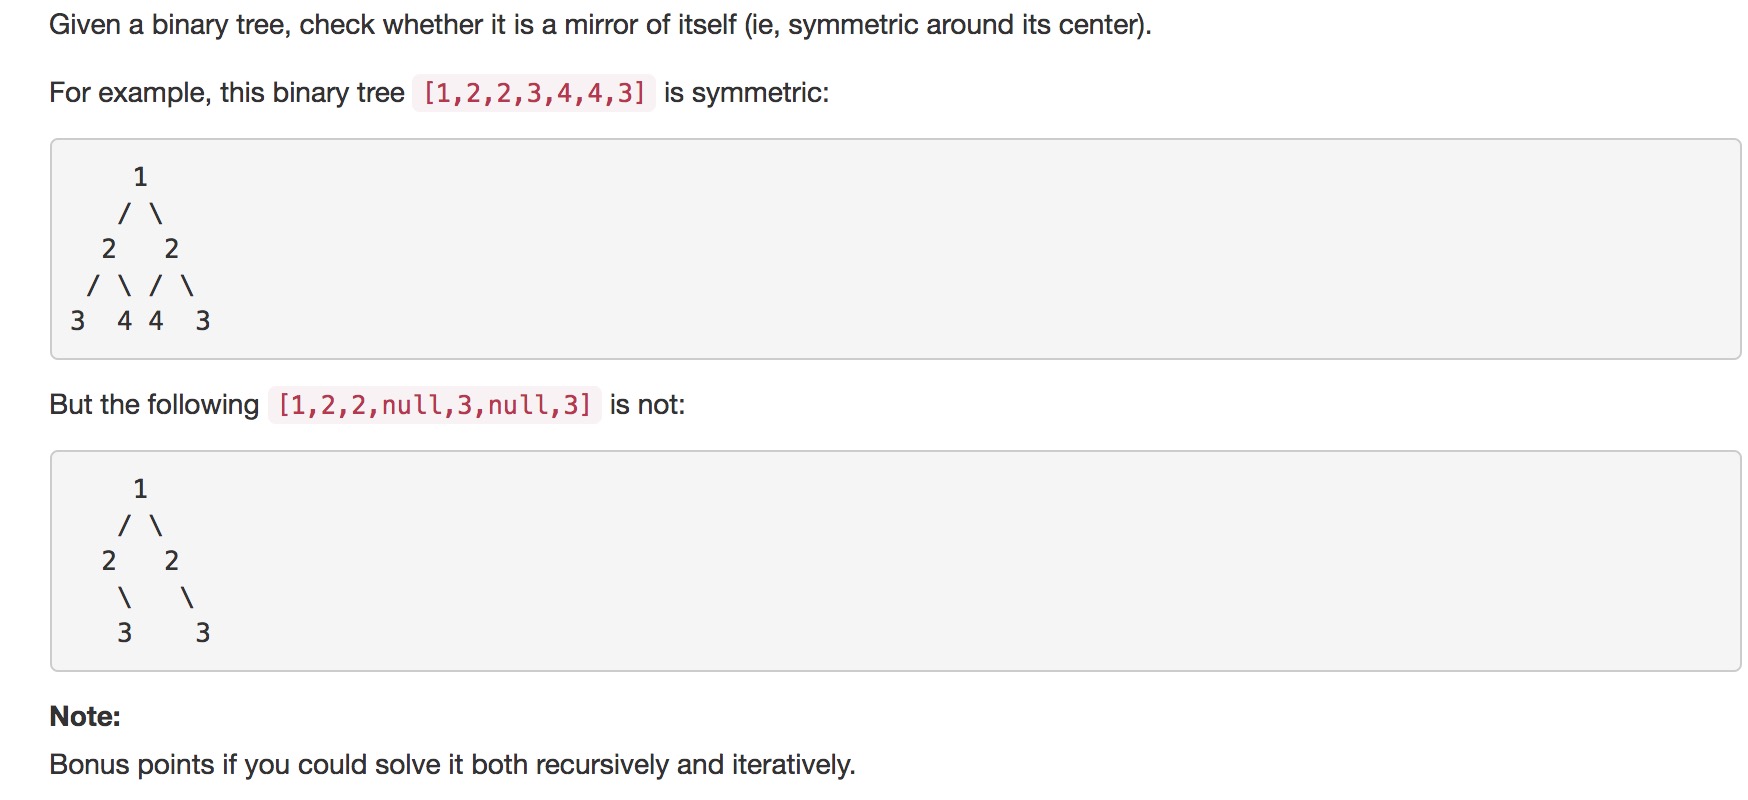 Given a binary tree, check whether it is a mirror of itself (ie, symmetric around its center).
For example, this binary tree [1,2,2,3,4,4,3] is symmetric:
    1
   / \
  2   2
 / \ / \
3  4 4  3
But the following [1,2,2,null,3,null,3] is not:
    1
   / \
  2   2
   \   \
   3    3
Note:
Bonus points if you could solve it both recursively and iteratively.